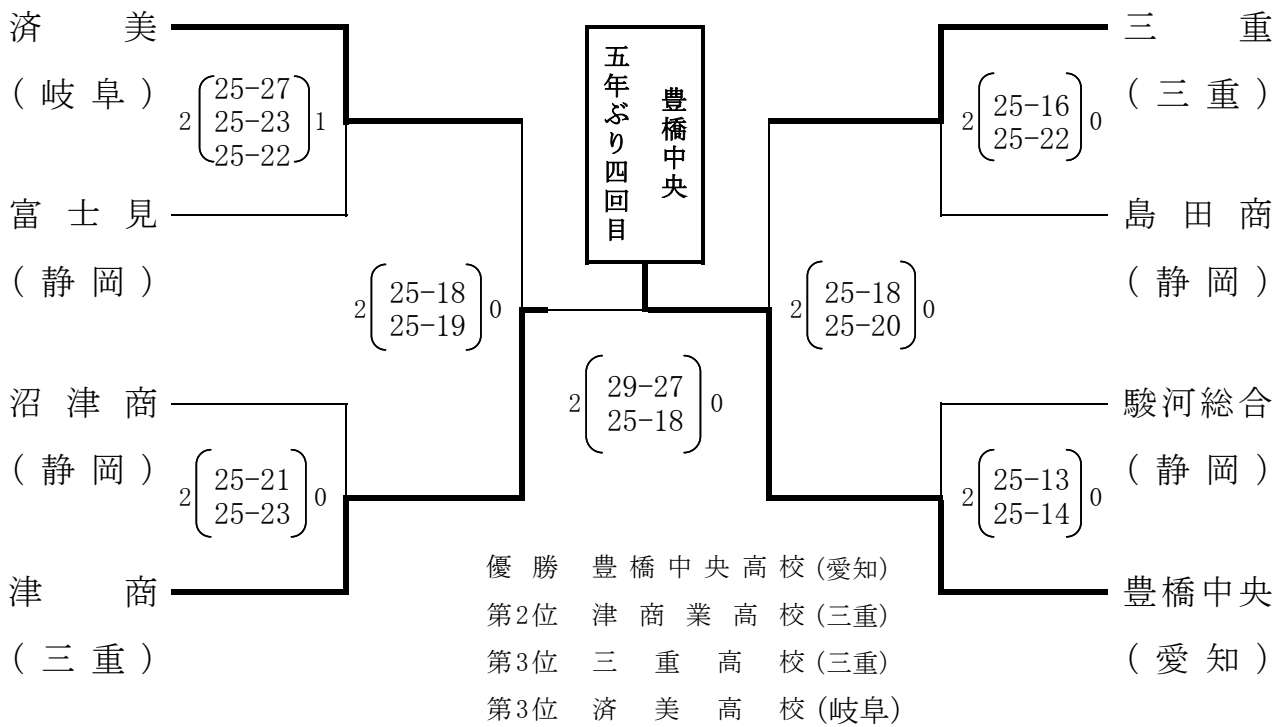 済美
(岐阜)
2 25-27 1
25-23
25-22
富士見
(静岡)
2 25-18 0
25-19
沼津商
(静岡)
2 25-21 0
25-23
津商
(三重)
豊橋中央
五年ぶり四回目
2 29-27 0
25-18
三重
(三重)
2 25-16 0
25-22
島田商
(静岡)
2 25-18 0
25-20
駿河総合
(静岡)
2 25-13 0
25-14
豊橋中央
(愛知)
優勝 豊橋中央高校(愛知)
第2位 津商業高校(三重)
第3位 三重高校(三重)
第3位 済美高校(岐阜)